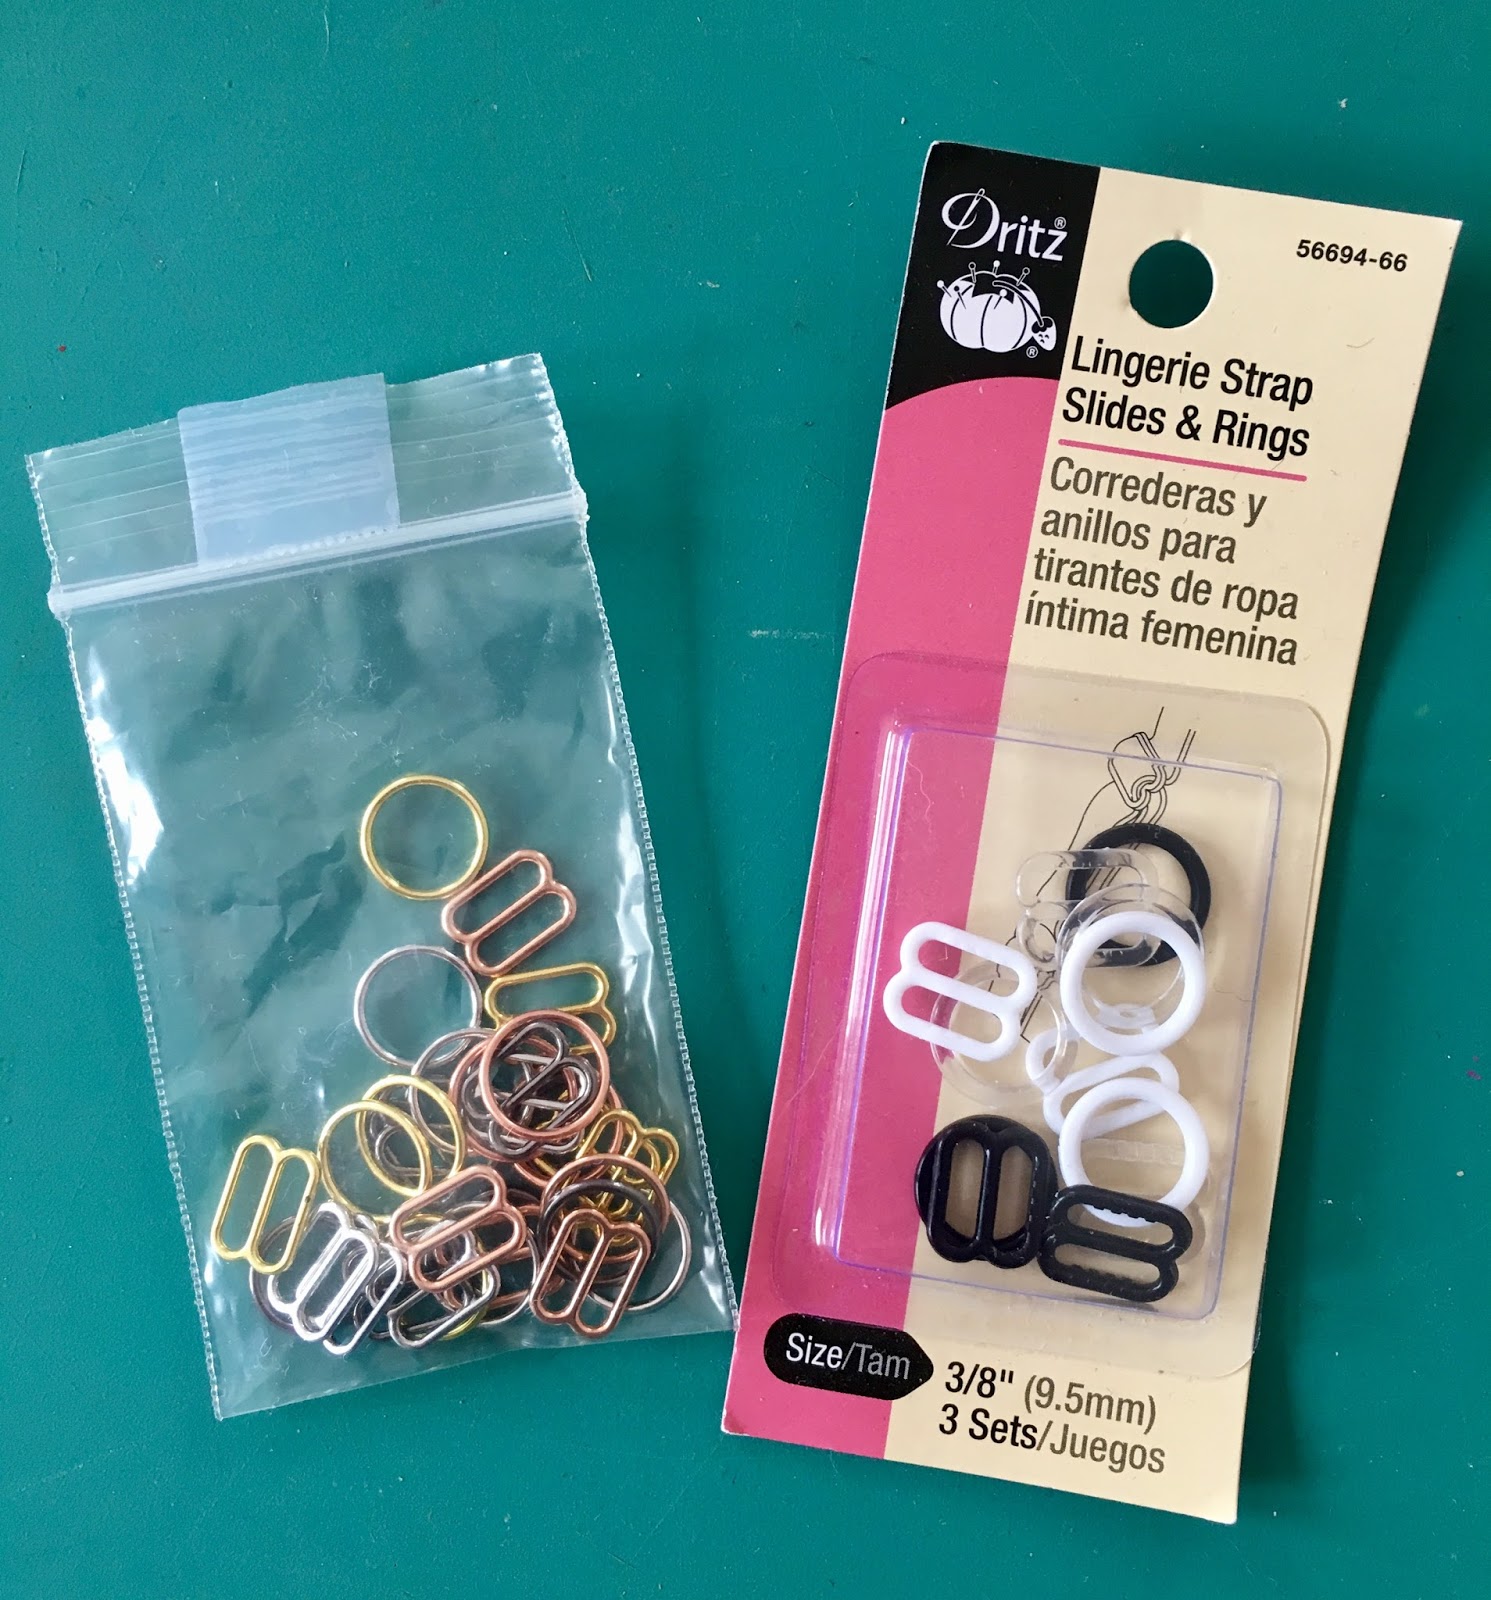 Dritz®
®
56694-66
Lingerie Strap
Slides & Rings
Correderas y
anillos para
tirantes de ropa
íntima femenina
Size/Tam
3/8" (9.5mm)
3 Sets/Juegos